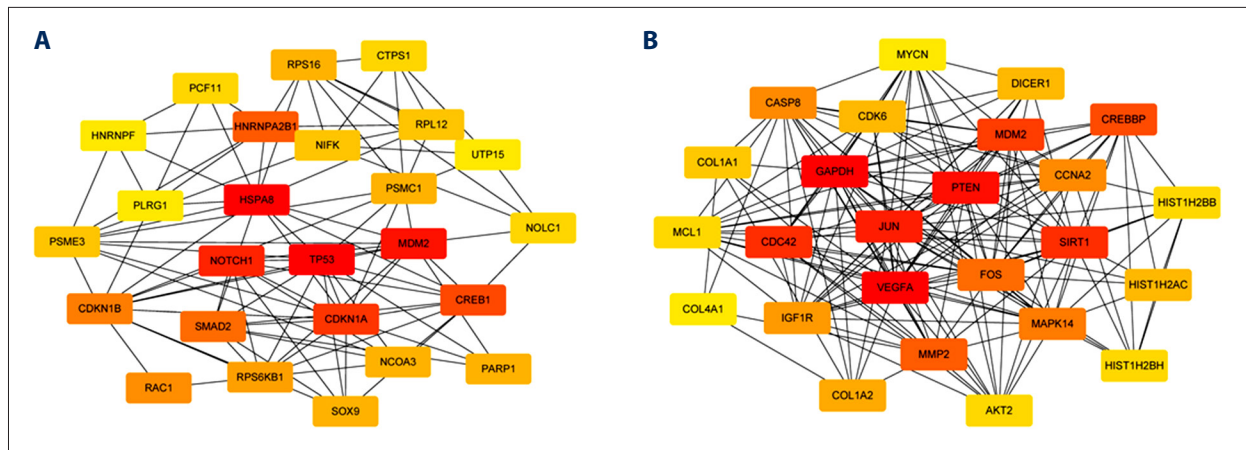 A
RPS16
CTPS1
PCF11
HNRNPF
HNRNPA2B1
RPL12
NIFK
UTP15
PLRG1
HSPA8
PSMC1
NOLC1
PSME3
NOTCH1
TP53
MDM2
CDKN1B
CREB1
SMAD2
CDKN1A
RAC1
RPS6KB1
NCOA3
PARP1
SOX9
B
MYCN
DICER1
CASP8
CDK6
CREBBP
MDM2
COL1A1
GAPDH
PTEN
CCNA2
HIST1H2BB
MCL1
CDC42
JUN
SIRT1
VEGFA
FOS
HIST1H2AC
COL4A1
IGF1R
MAPK14
MMP2
HIST1H2BH
COL1A2
AKT2